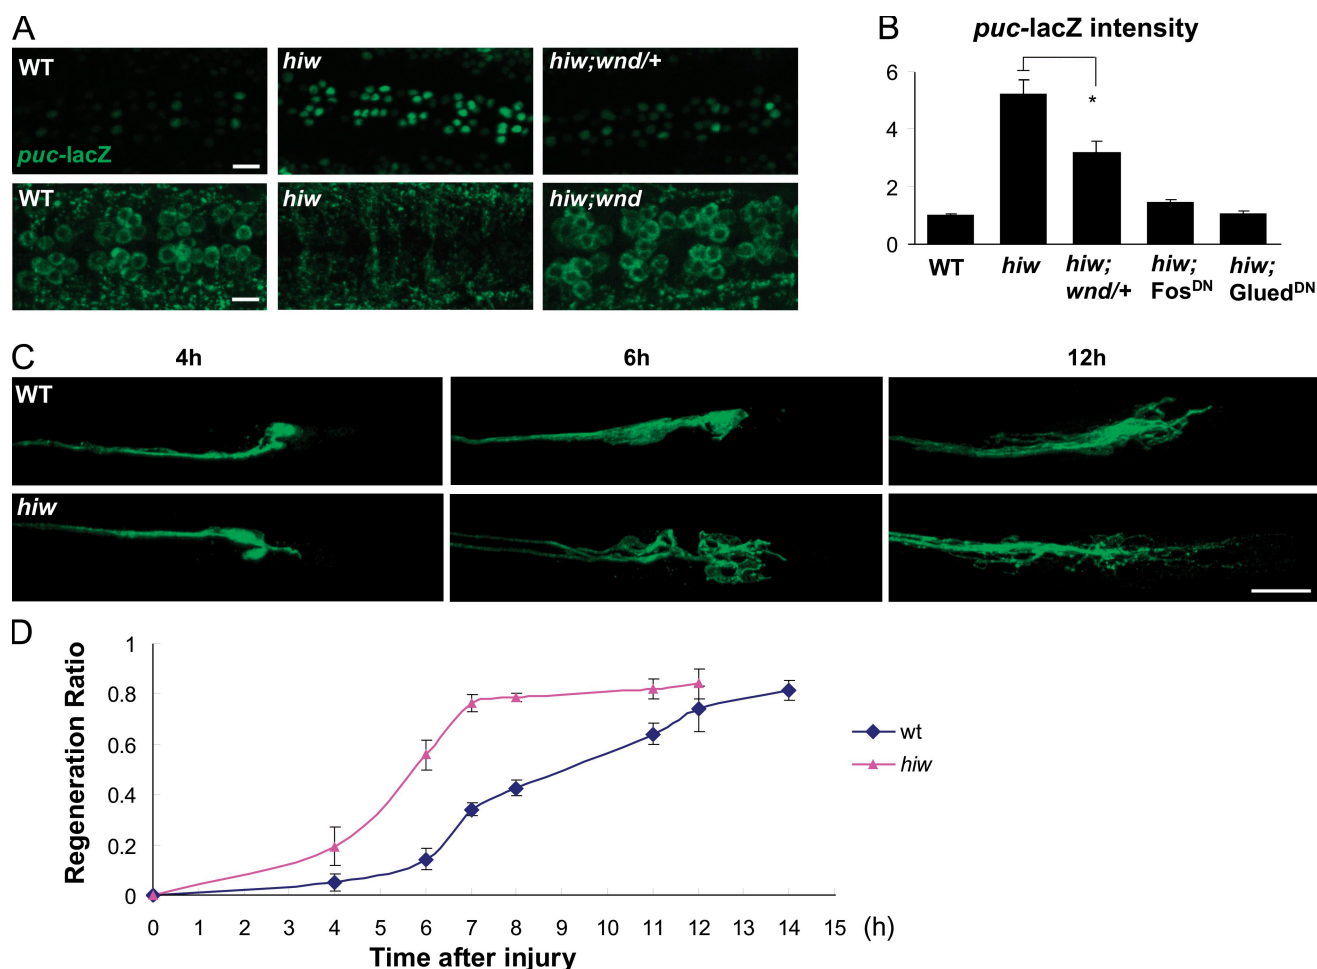 A
WT
hiw
hiw;wnd/+
puc-lacZ
WT
hiw
hiw;wnd
B
puc-lacZ intensity
6
4
2
0
*
WT
hiw
hiw;
wnd/+
hiw;
FosDN
hiw;
GluedDN
C
4h
6h
12h
WT
hiw
D
Regeneration Ratio
1
0.8
0.6
0.4
0.2
0
0 1 2 3 4 5 6 7 8 9 10 11 12 13 14 15 (h)
Time after injury
wt
hiw